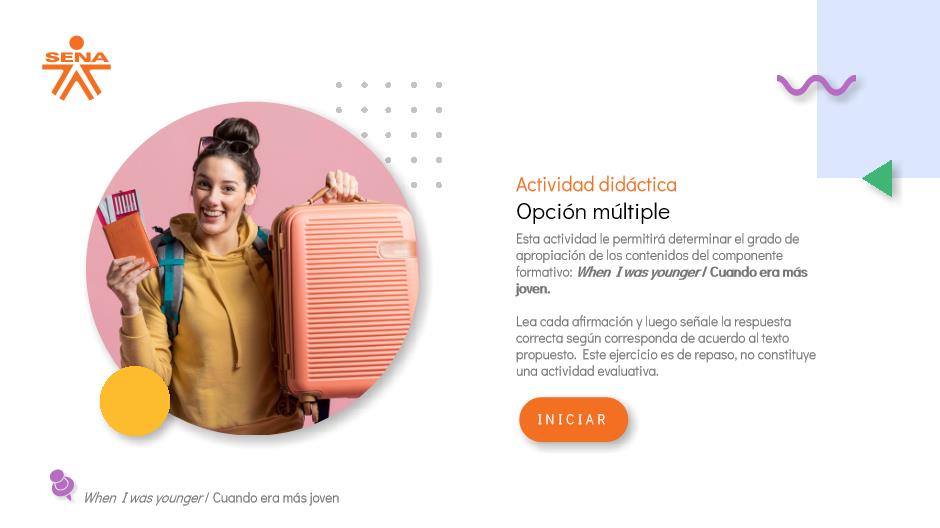 SENA
Actividad didáctica
Opción múltiple
Esta actividad le permitirá determinar el grado de
apropiación de los contenidos del componente
formativo: When I was younger / Cuando era más
joven.
Lea cada afirmación y luego señale la respuesta
correcta según corresponda de acuerdo al texto
propuesto. Este ejercicio es de repaso, no constituye
una actividad evaluativa.
INICIAR
When I was younger / Cuando era más joven